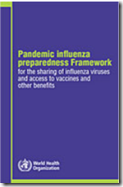 Pandemic influenza
preparedness Framework
for the sharing of influenza viruses
and access to vaccines and
other benefits
World Health
Organization